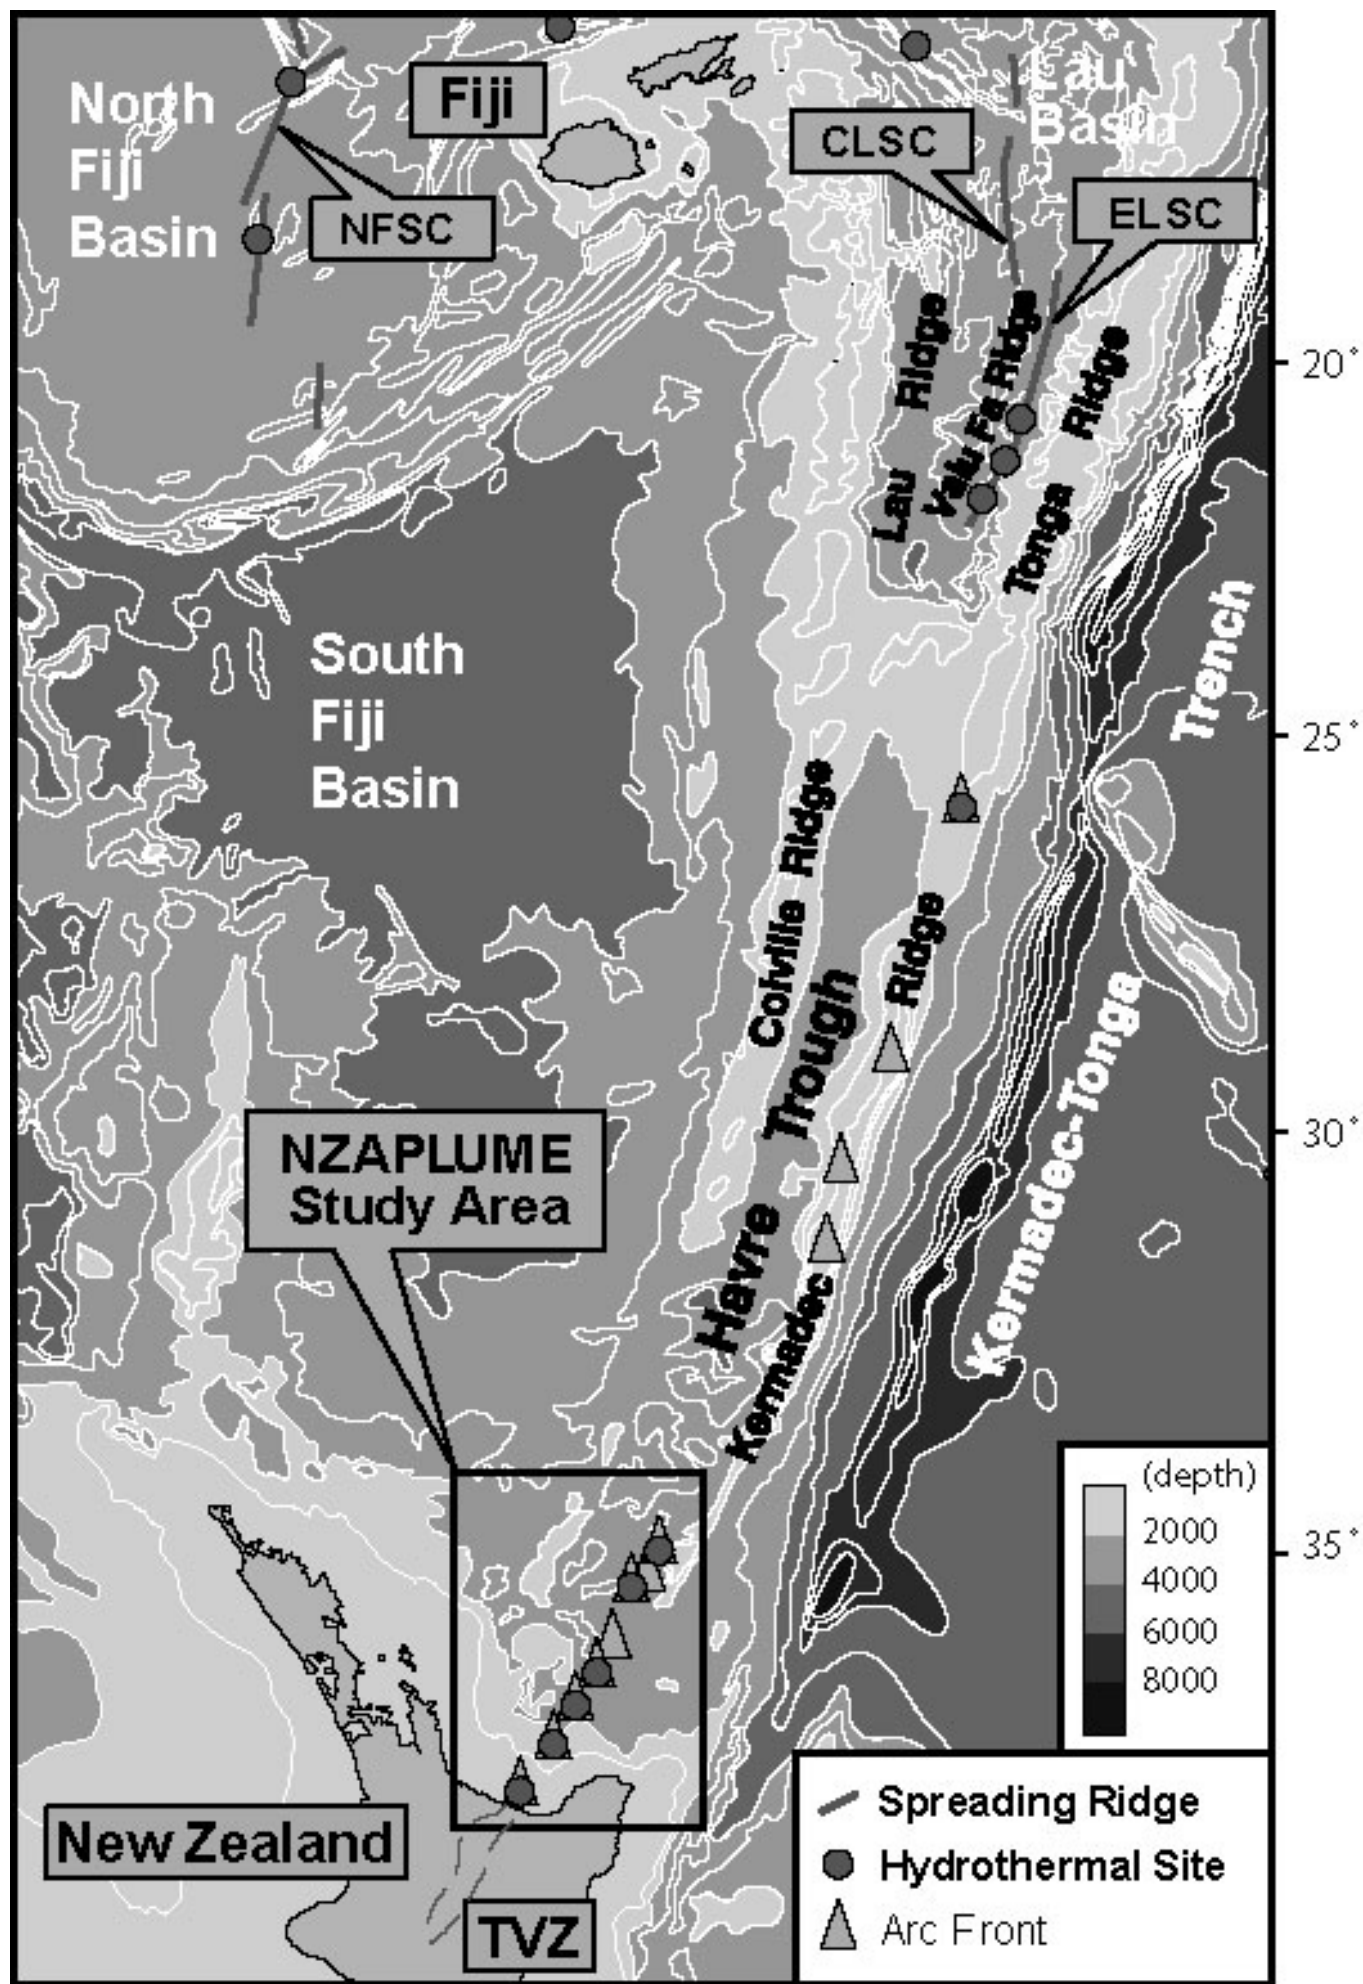 North
Fiji
Basin
Fiji
Lau
Basin
CLSC
ELSC
NFSC
20°
Lau Ridge
Valu Fa Ridge
Tonga Ridge
South
Fiji
Basin
Trench
25°
Colville Ridge
Ridge
Havre Trough
Kermadec
Kermadec-Tonga
30°
NZAPLUME
Study Area
35°
(depth)
2000
4000
6000
8000
New Zealand
TVZ
Spreading Ridge
Hydrothermal Site
Arc Front